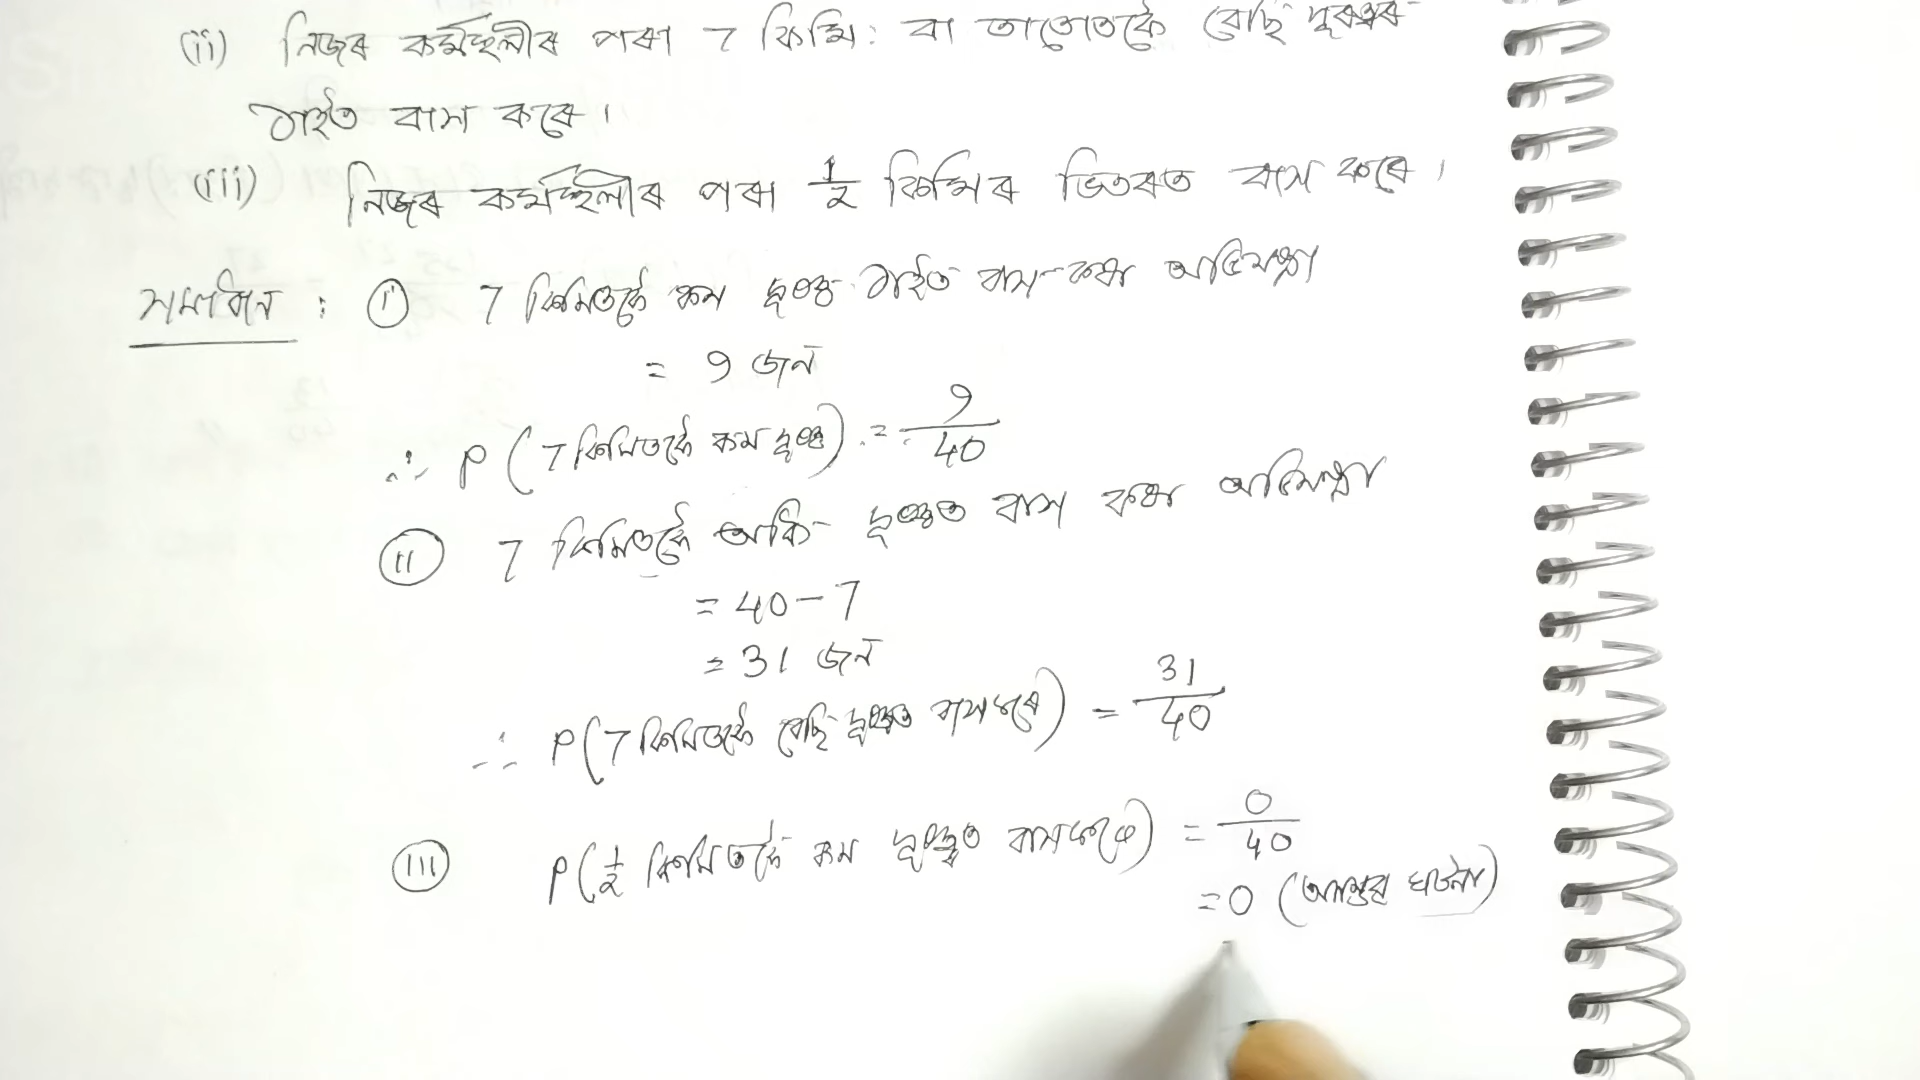 (ii) নিজৰ কৰ্মস্থলীৰ পৰা 7 কিমি: বা তাতোতকৈ বেছি দূৰত্বৰ
ঠাইত বাস কৰে।
(iii) নিজৰ কৰ্মস্থলীৰ পৰা 1/2 কিমিৰ ভিতৰত বাস কৰে।
সমাধান : (i) 7 কিমিতকৈ কম দূৰত্বৰ ঠাইত বাস কৰা অভিযন্তা
= 9 জন
∴ P (7 কিমিতকৈ কম দূৰত্ব) = 9/40
(ii) 7 কিমিতকৈ অধিক দূৰত্বত বাস কৰা অভিযন্তা
= 40 - 7
= 31 জন
∴ P(7 কিমিতকৈ বেছি দূৰত্বত বাস কৰে) = 31/40
(iii) P(1/2 কিমিতকৈ কম দূৰত্বত বাস কৰে) = 0/40
= 0 (অসম্ভৱ ঘটনা)